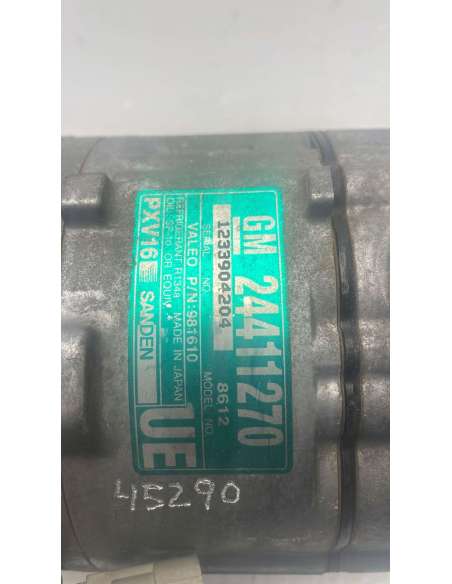 GM 24411270
SERIAL NO. MODEL NO.
1233904204 8612
VALEO P/N:981610
REFRIGERANT R134a MADE IN JAPAN
OIL:SP-10 OR EQUIV.
PXV16 SANDEN UE
45290